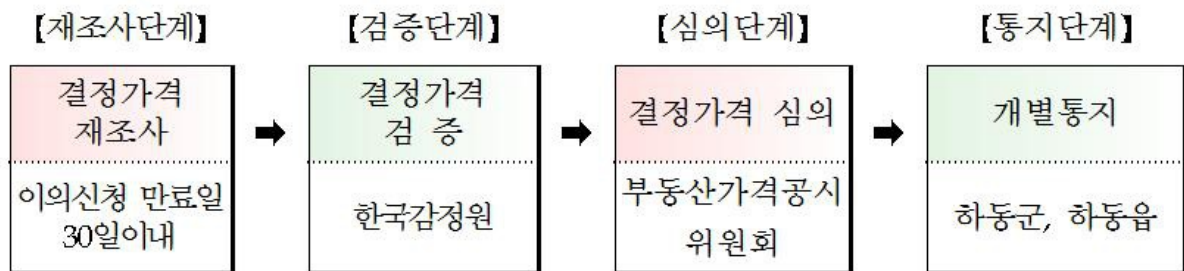 【재조사단계】
【검증단계】
【심의단계】
【통지단계】
결정가격
재조사
이의신청 만료일
30일이내
➡
결정가격
검 증
한국감정원
➡
결정가격 심의
부동산가격공시
위원회
➡
개별통지
하동군, 하동읍